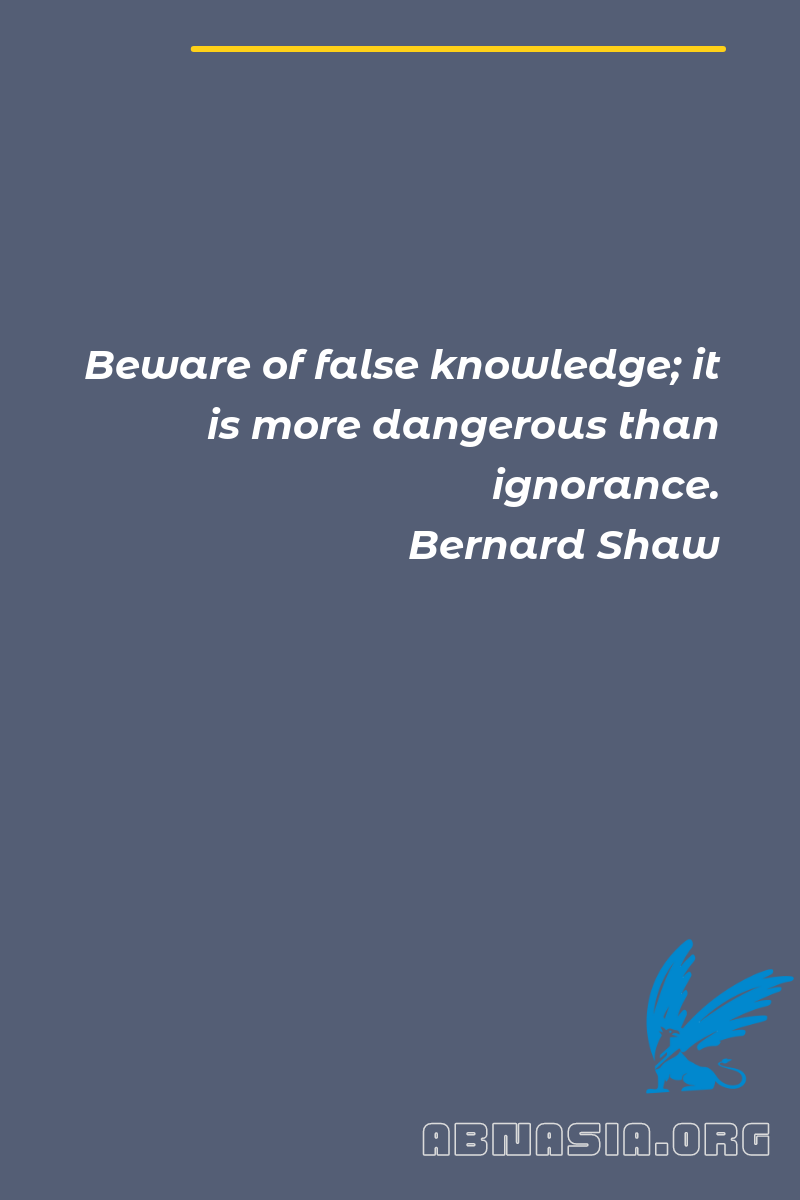 Beware of false knowledge; it
is more dangerous than
ignorance.
Bernard Shaw
ABNASIA.ORG